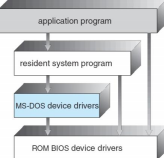 application program
resident system program
MS-DOS device drivers
ROM BIOS device drivers